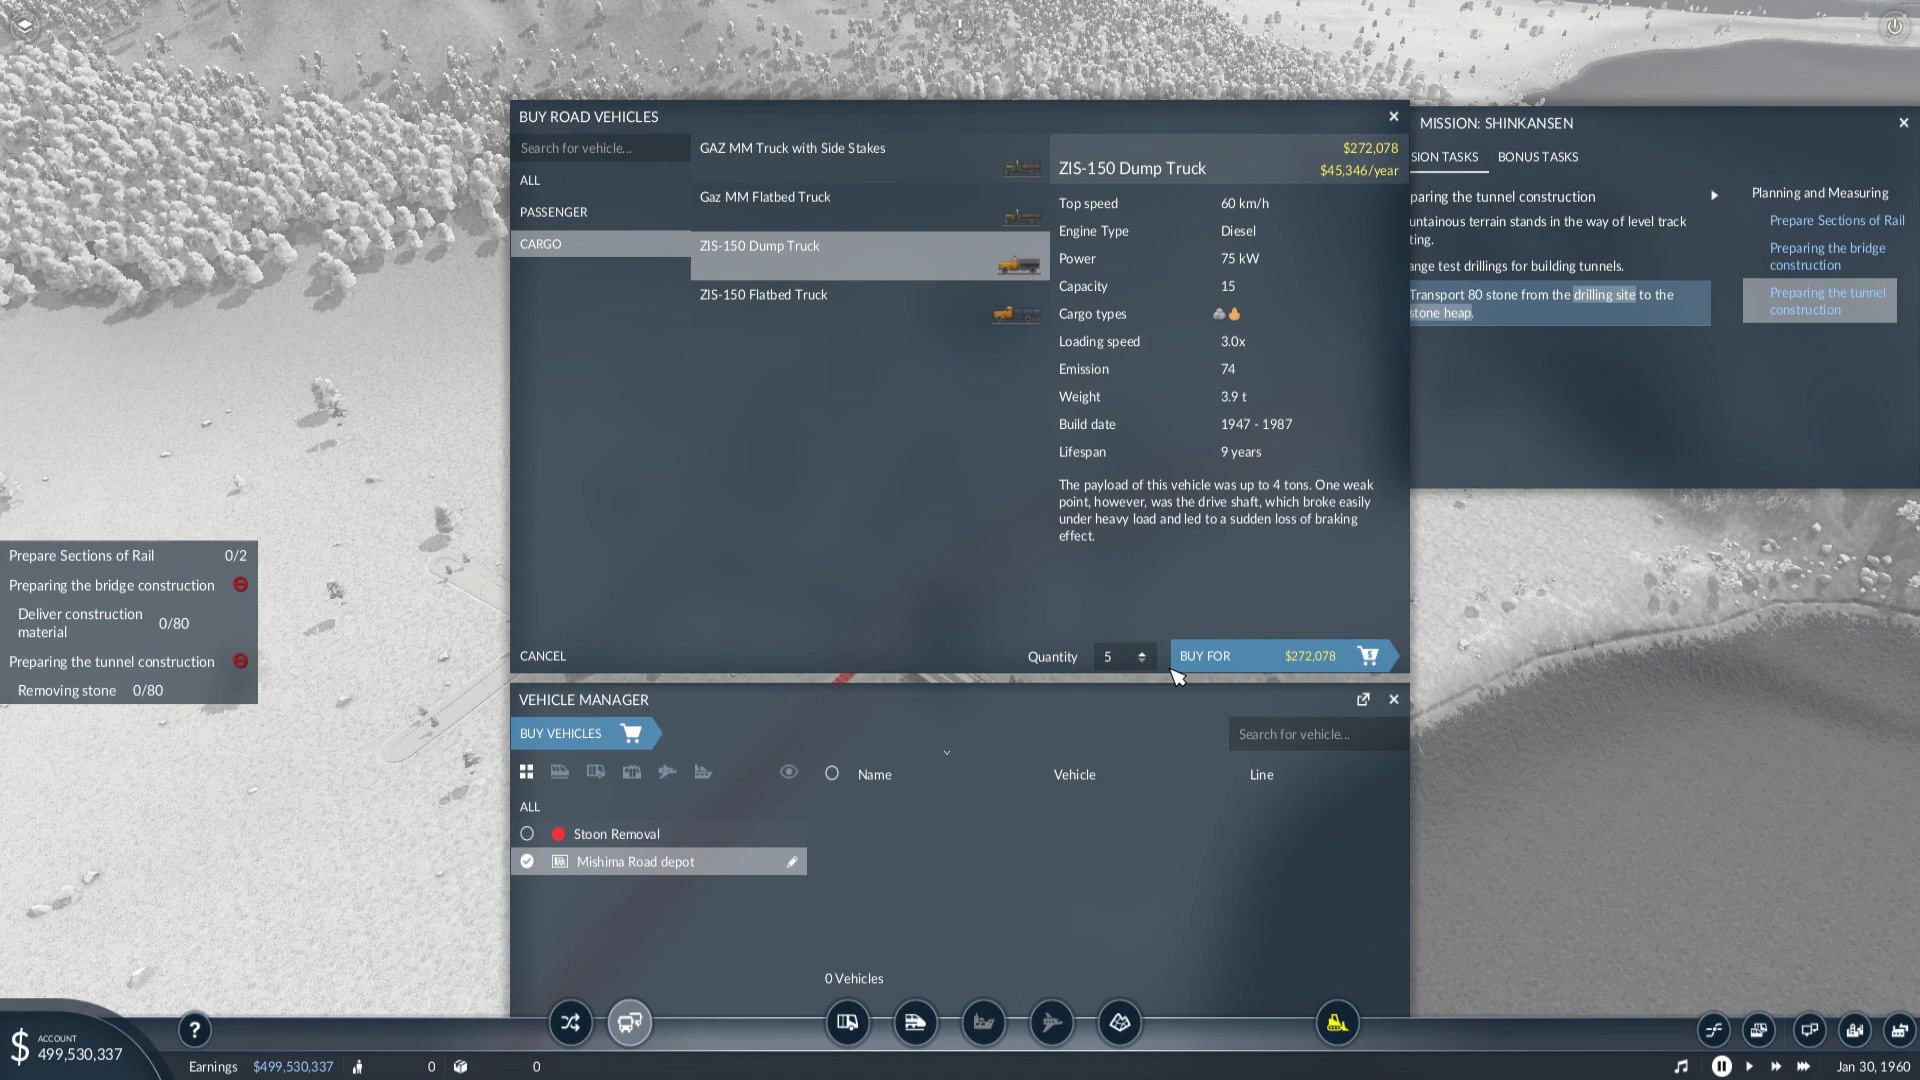 BUY ROAD VEHICLES
Search for vehicle...
ALL
PASSENGER
CARGO
GAZ MM Truck with Side Stakes
Gaz MM Flatbed Truck
ZIS-150 Dump Truck
ZIS-150 Flatbed Truck
ZIS-150 Dump Truck
$272,078
$45,346/year
Top speed 60 km/h
Engine Type Diesel
Power 75 kW
Capacity 15
Cargo types
Loading speed 3.0x
Emission 74
Weight 3.9 t
Build date 1947 - 1987
Lifespan 9 years
The payload of this vehicle was up to 4 tons. One weak
point, however, was the drive shaft, which broke easily
under heavy load and led to a sudden loss of braking
effect.
CANCEL
Quantity 5
BUY FOR $272,078
MISSION: SHINKANSEN
SION TASKS BONUS TASKS
paring the tunnel construction
untainous terrain stands in the way of level track
ting.
ange test drillings for building tunnels.
Transport 80 stone from the drilling site to the
stone heap.
Planning and Measuring
Prepare Sections of Rail
Preparing the bridge
construction
Preparing the tunnel
construction
Prepare Sections of Rail 0/2
Preparing the bridge construction
Deliver construction
material 0/80
Preparing the tunnel construction
Removing stone 0/80
VEHICLE MANAGER
BUY VEHICLES
Search for vehicle...
Name Vehicle Line
ALL
Stoon Removal
Mishima Road depot
0 Vehicles
$ ACCOUNT
499,530,337
?
Earnings $499,530,337 0 0
Jan 30, 1960